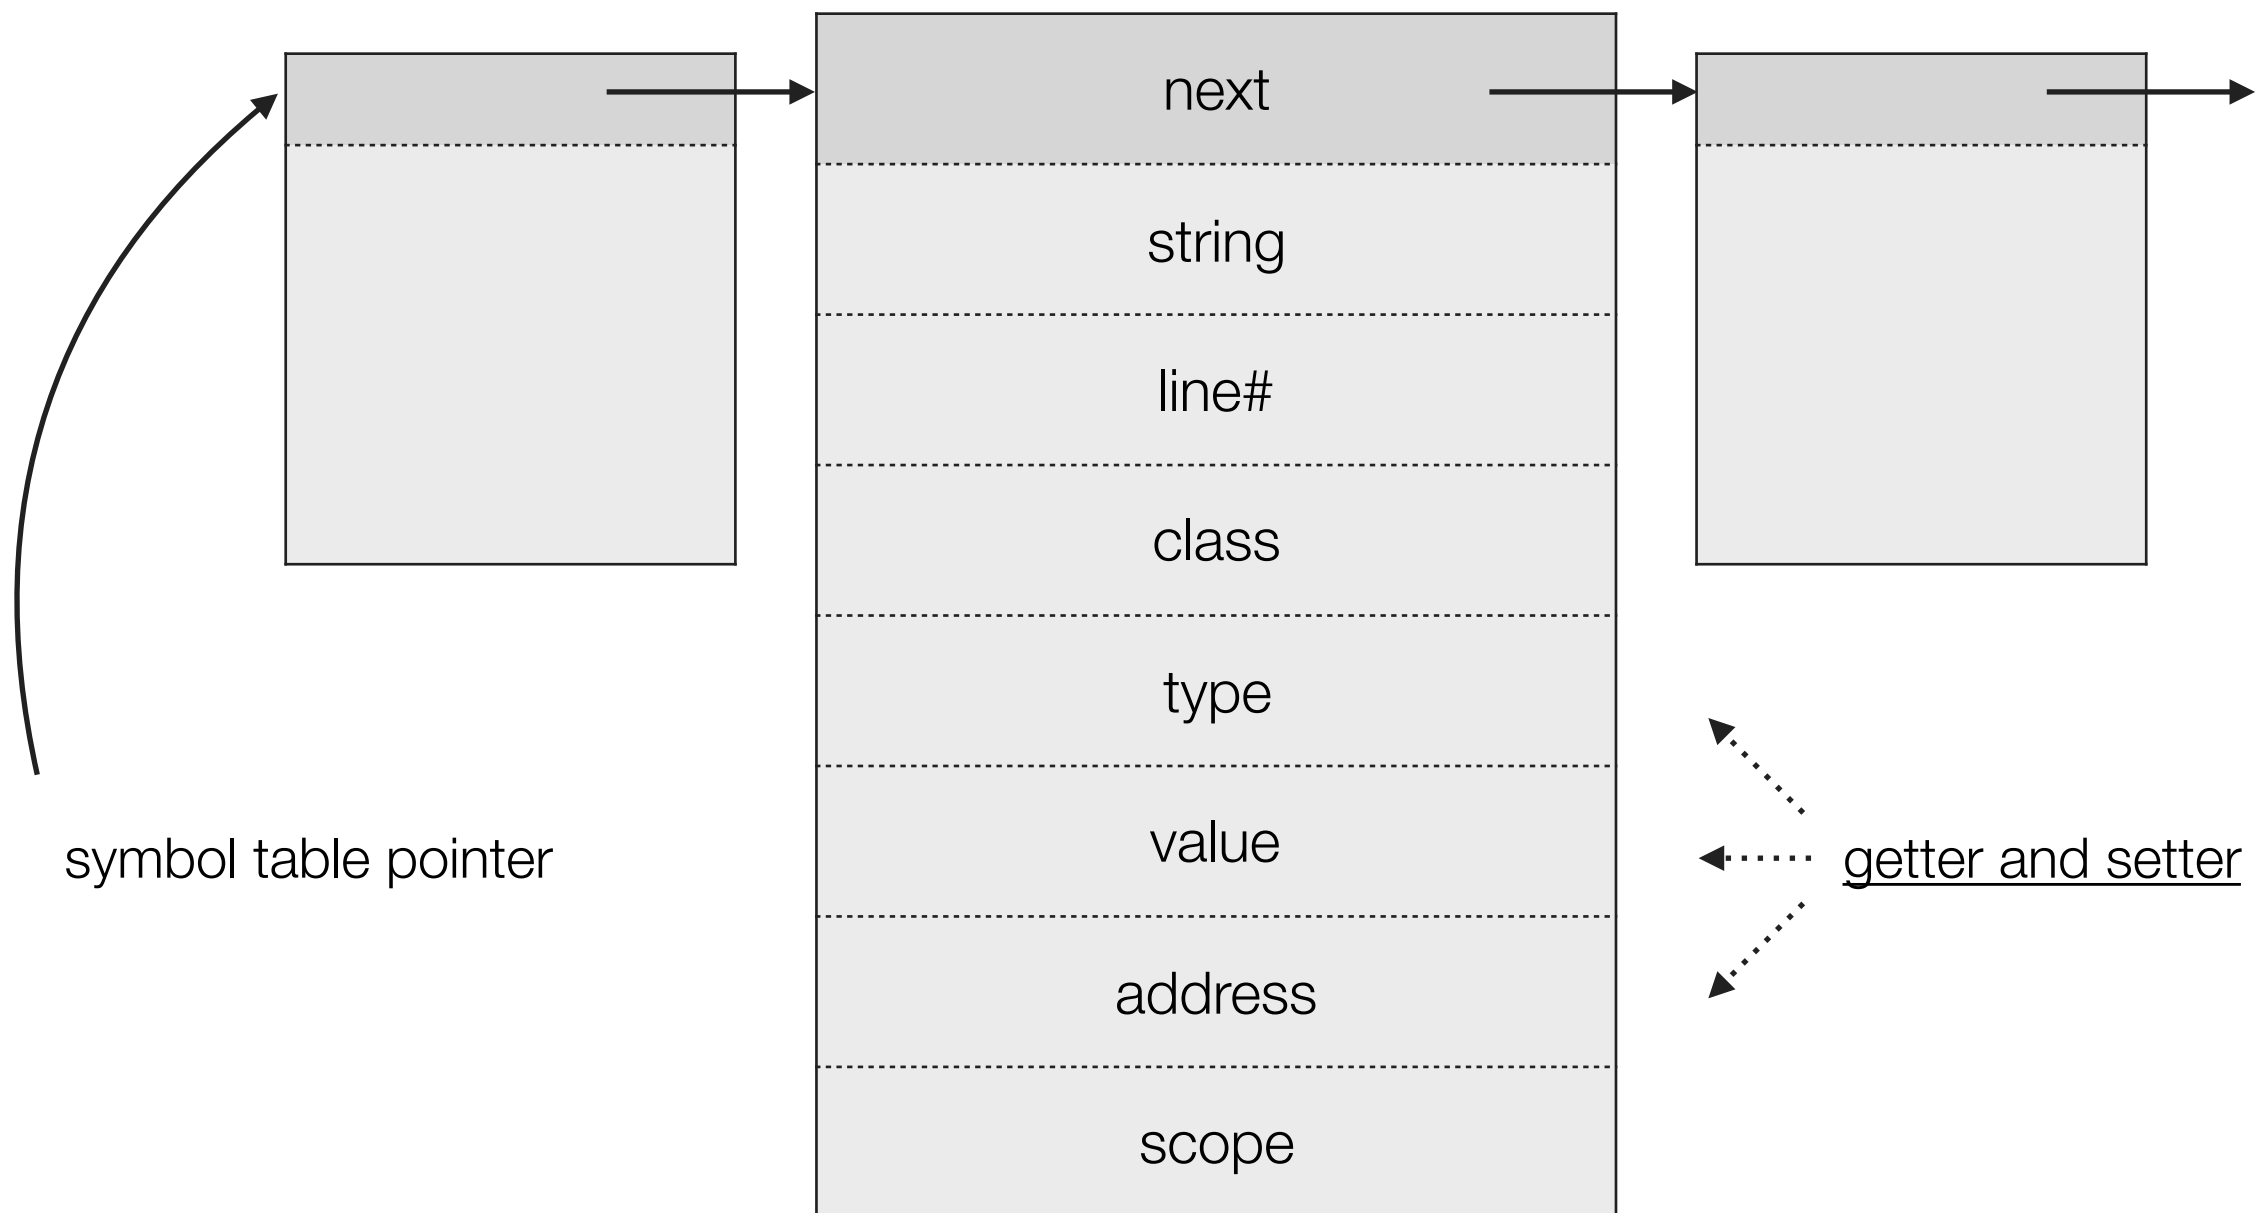 next
string
line#
class
type
value
address
scope
symbol table pointer
getter and setter